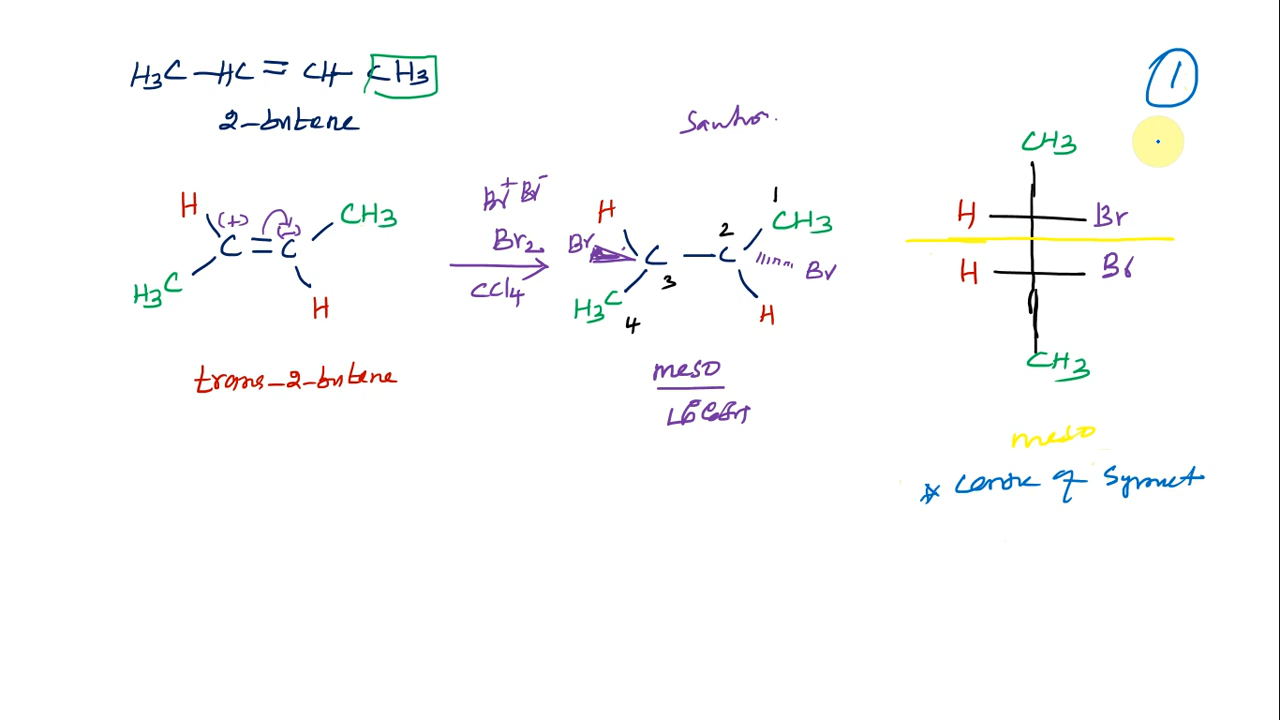 H3C-HC=CH-CH3
2-butene
1
CH3
H (+) C=C (-) CH3
H3C H
Br+ Br-
Br2
CCl4
1
H 2 CH3
Br C-C Br
3
H3C H
4
H Br
H Br
CH3
trans-2-butene
meso
meso
* of Symmet